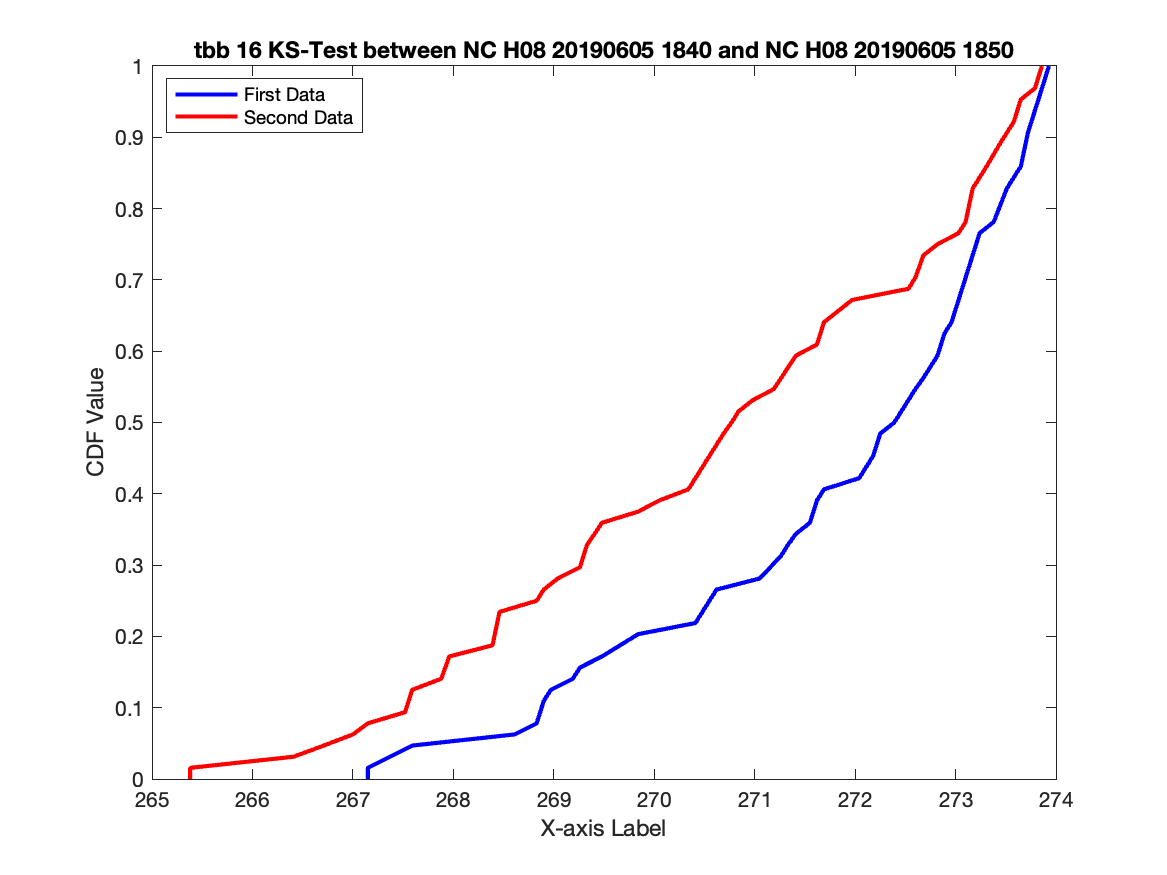 tbb 16 KS-Test between NC H08 20190605 1840 and NC H08 20190605 1850
First Data
Second Data
1
0.9
0.8
0.7
0.6
0.5
0.4
0.3
0.2
0.1
0
CDF Value
265 266 267 268 269 270 271 272 273 274
X-axis Label